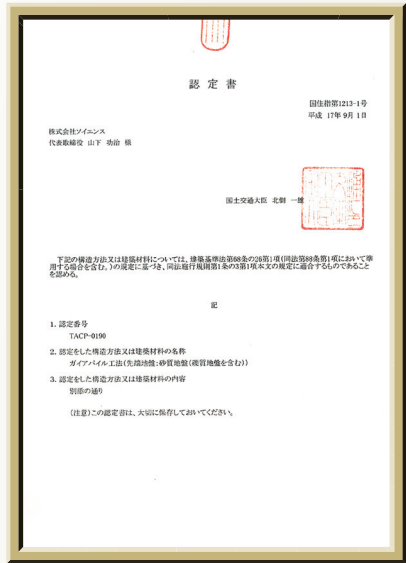 認定書
国住指第1213-1号
平成 17年 9月 1日
株式会社ソイエンス
代表取締役 山下 功治 様
国土交通大臣 北側 一雄
下記の構造方法又は建築材料については、建築基準法第68条の26第1項(同法第88条第1項において準
用する場合を含む。)の規定に基づき、同法施行規則第1条の3第1項本文の規定に適合するものであること
を認める。
記
1. 認定番号
TACP-0190
2. 認定をした構造方法又は建築材料の名称
ガイアパイル工法(先端地盤:砂質地盤(礫質地盤を含む))
3. 認定をした構造方法又は建築材料の内容
別添の通り
(注意)この認定書は、大切に保存しておいてください。